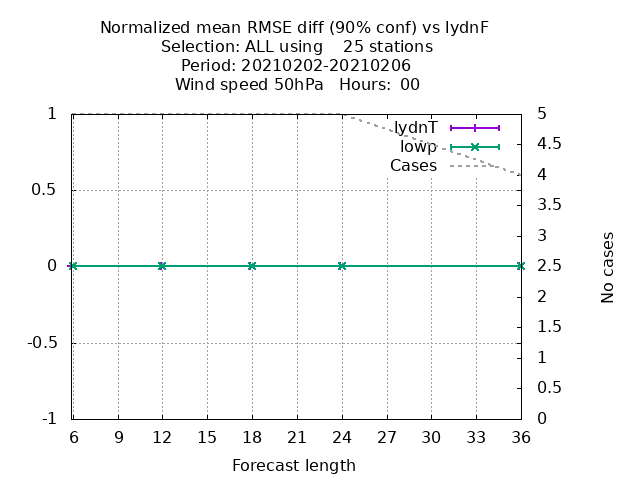 Normalized mean RMSE diff (90% conf) vs lydnF
Selection: ALL using    25 stations
Period: 20210202-20210206
Wind speed 50hPa   Hours:  00
1
0.5
0
-0.5
-1
5
4.5
4
3.5
3
2.5
2
1.5
1
0.5
0
No cases
lydnT
lowp
Cases
6 9 12 15 18 21 24 27 30 33 36
Forecast length